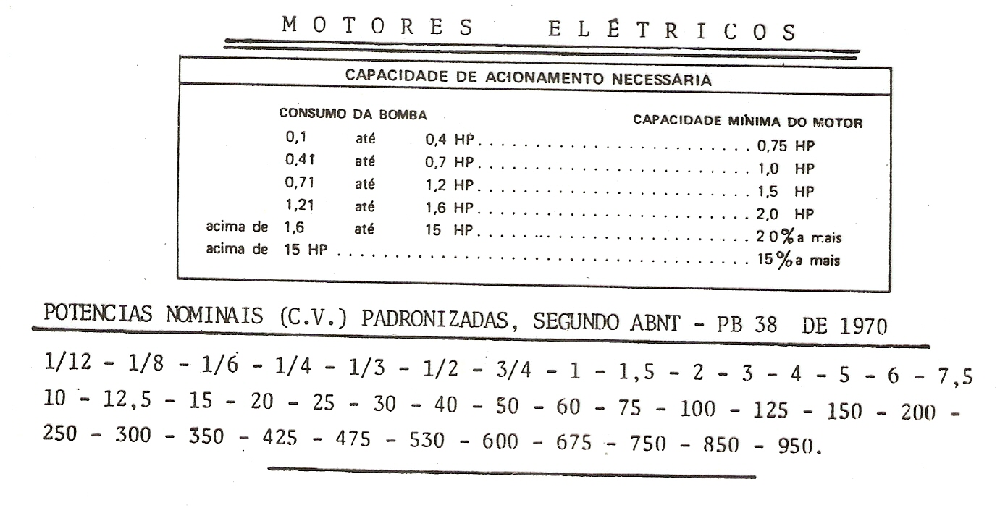 MOTORES ELÉTRICOS
CAPACIDADE DE ACIONAMENTO NECESSÁRIA
CONSUMO DA BOMBA CAPACIDADE MÍNIMA DO MOTOR
0,1 até 0,4 HP......................... 0,75 HP
0,41 até 0,7 HP......................... 1,0 HP
0,71 até 1,2 HP......................... 1,5 HP
1,21 até 1,6 HP......................... 2,0 HP
acima de 1,6 até 15 HP......................... 20% a mais
acima de 15 HP ...................................... 15% a mais
POTENCIAS NOMINAIS (C.V.) PADRONIZADAS, SEGUNDO ABNT - PB 38 DE 1970
1/12 - 1/8 - 1/6 - 1/4 - 1/3 - 1/2 - 3/4 - 1 - 1,5 - 2 - 3 - 4 - 5 - 6 - 7,5
10 - 12,5 - 15 - 20 - 25 - 30 - 40 - 50 - 60 - 75 - 100 - 125 - 150 - 200 -
250 - 300 - 350 - 425 - 475 - 530 - 600 - 675 - 750 - 850 - 950.